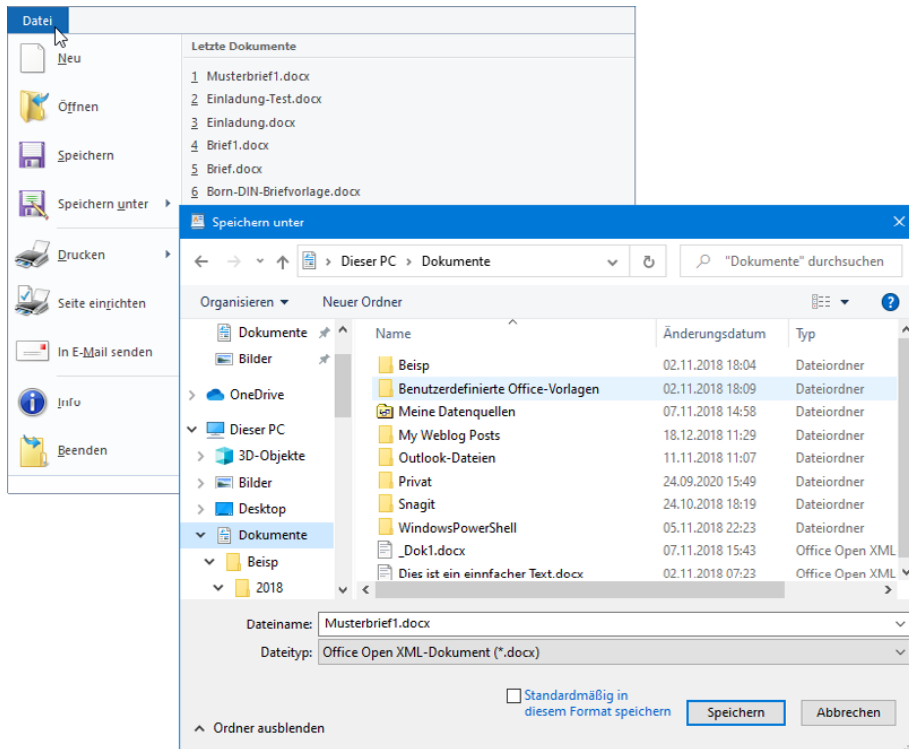 Datei
Neu
Letzte Dokumente
1 Musterbrief1.docx
2 Einladung-Test.docx
Öffnen
3 Einladung.docx
4 Brief1.docx
Speichern
5 Brief.docx
6 Born-DIN-Briefvorlage.docx
Speichern unter
Drucken
Seite einrichten
In E-Mail senden
Info
Beenden
Speichern unter
Dieser PC › Dokumente
"Dokumente" durchsuchen
Organisieren
Neuer Ordner
Dokumente
Bilder
OneDrive
Dieser PC
3D-Objekte
Bilder
Desktop
Dokumente
Beisp
2018
Name Änderungsdatum Typ
Beisp 02.11.2018 18:04 Dateiordner
Benutzerdefinierte Office-Vorlagen 02.11.2018 18:09 Dateiordner
Meine Datenquellen 07.11.2018 14:58 Dateiordner
My Weblog Posts 18.12.2018 11:29 Dateiordner
Outlook-Dateien 11.11.2018 11:07 Dateiordner
Privat 24.09.2020 15:49 Dateiordner
Snagit 24.10.2018 18:19 Dateiordner
WindowsPowerShell 05.11.2018 22:23 Dateiordner
_Dok1.docx 07.11.2018 15:43 Office Open XML
Dies ist ein einnfacher Text.docx 02.11.2018 07:23 Office Open XML
Dateiname: Musterbrief1.docx
Dateityp: Office Open XML-Dokument (*.docx)
Standardmäßig in
diesem Format speichern
Speichern
Abbrechen
Ordner ausblenden